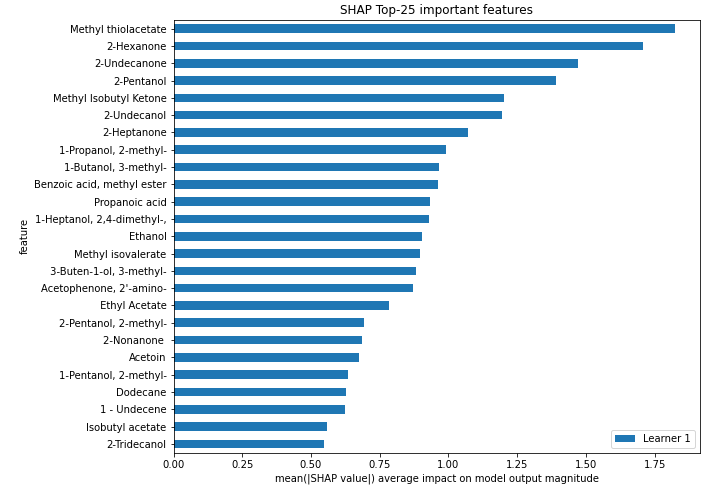 SHAP Top-25 important features
Methyl thiolacetate
2-Hexanone
2-Undecanone
2-Pentanol
Methyl Isobutyl Ketone
2-Undecanol
2-Heptanone
1-Propanol, 2-methyl-
1-Butanol, 3-methyl-
Benzoic acid, methyl ester
Propanoic acid
1-Heptanol, 2,4-dimethyl-,
Ethanol
Methyl isovalerate
3-Buten-1-ol, 3-methyl-
Acetophenone, 2'-amino-
Ethyl Acetate
2-Pentanol, 2-methyl-
2-Nonanone
Acetoin
1-Pentanol, 2-methyl-
Dodecane
1 - Undecene
Isobutyl acetate
2-Tridecanol
feature
Learner 1
0.00 0.25 0.50 0.75 1.00 1.25 1.50 1.75
mean(|SHAP value|) average impact on model output magnitude